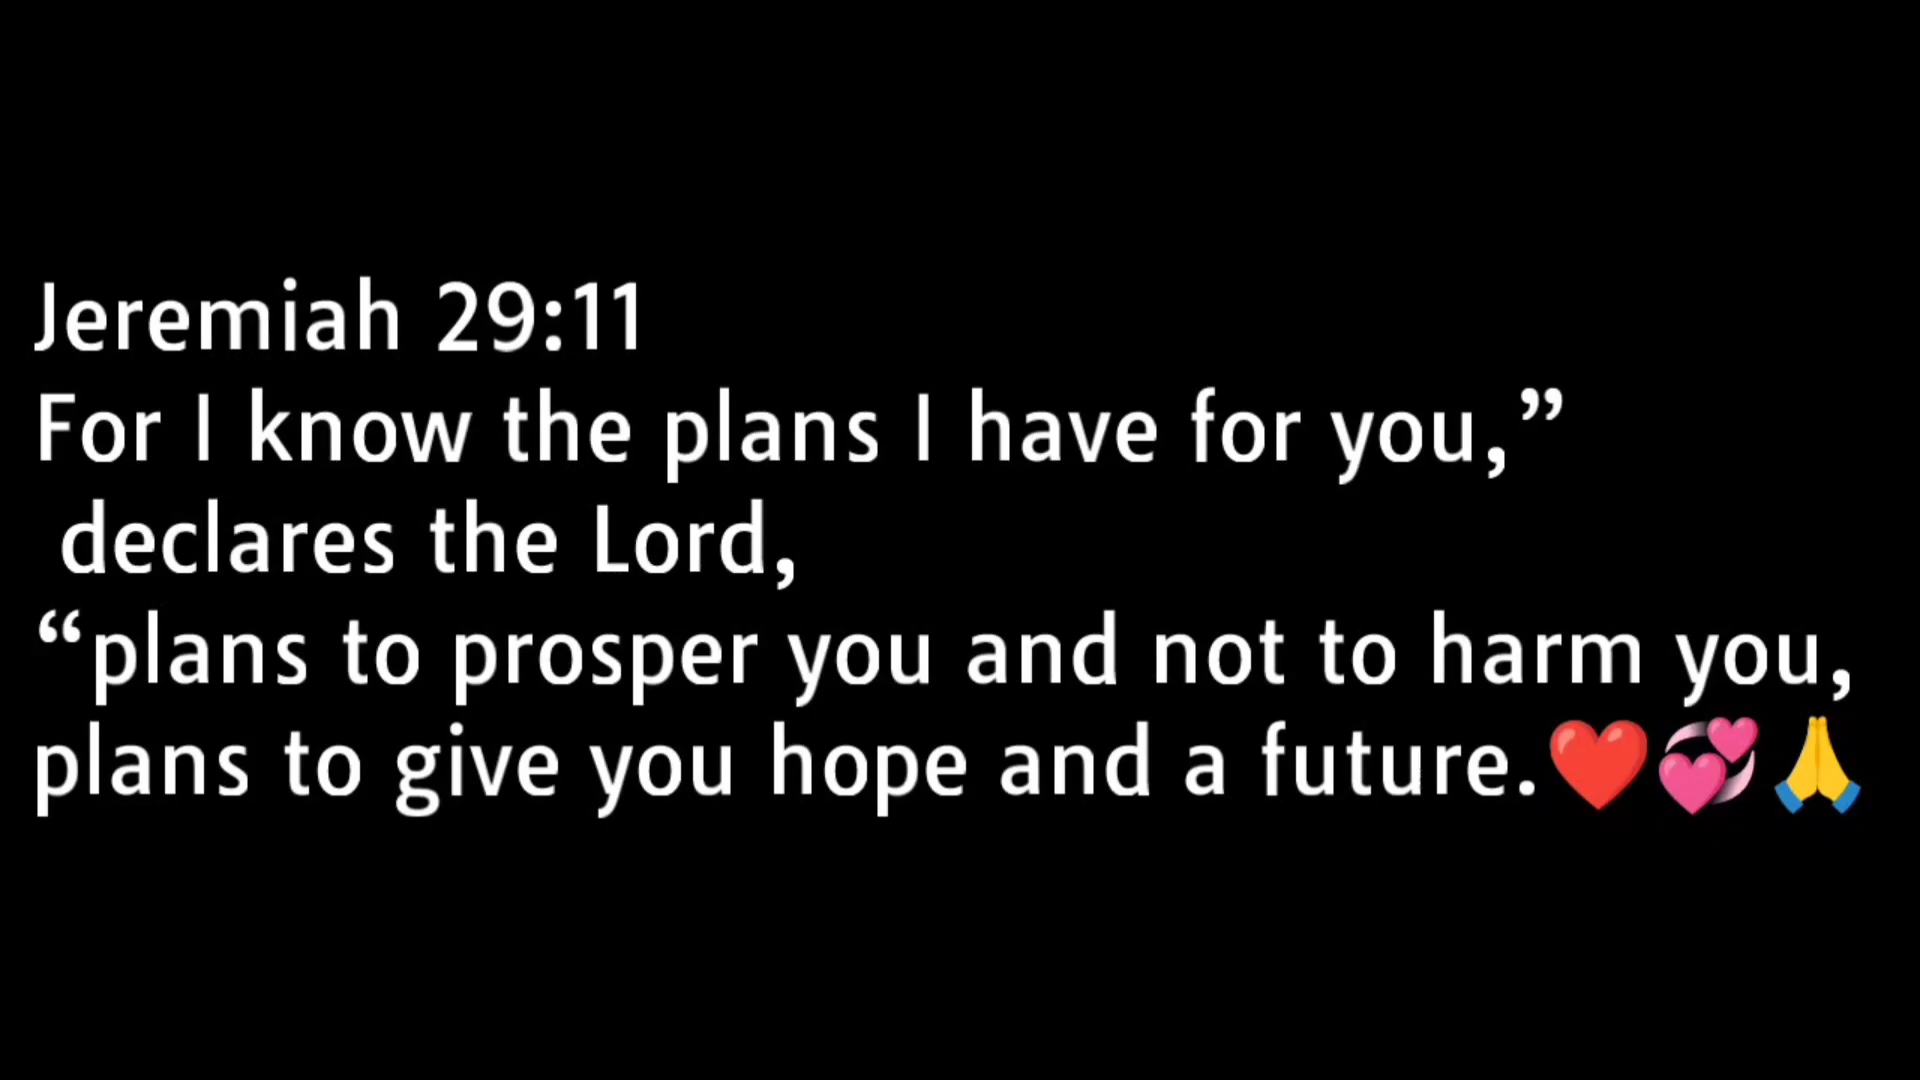 Jeremiah 29:11
For I know the plans I have for you,”
declares the Lord,
“plans to prosper you and not to harm you,
plans to give you hope and a future.❤️💞🙏